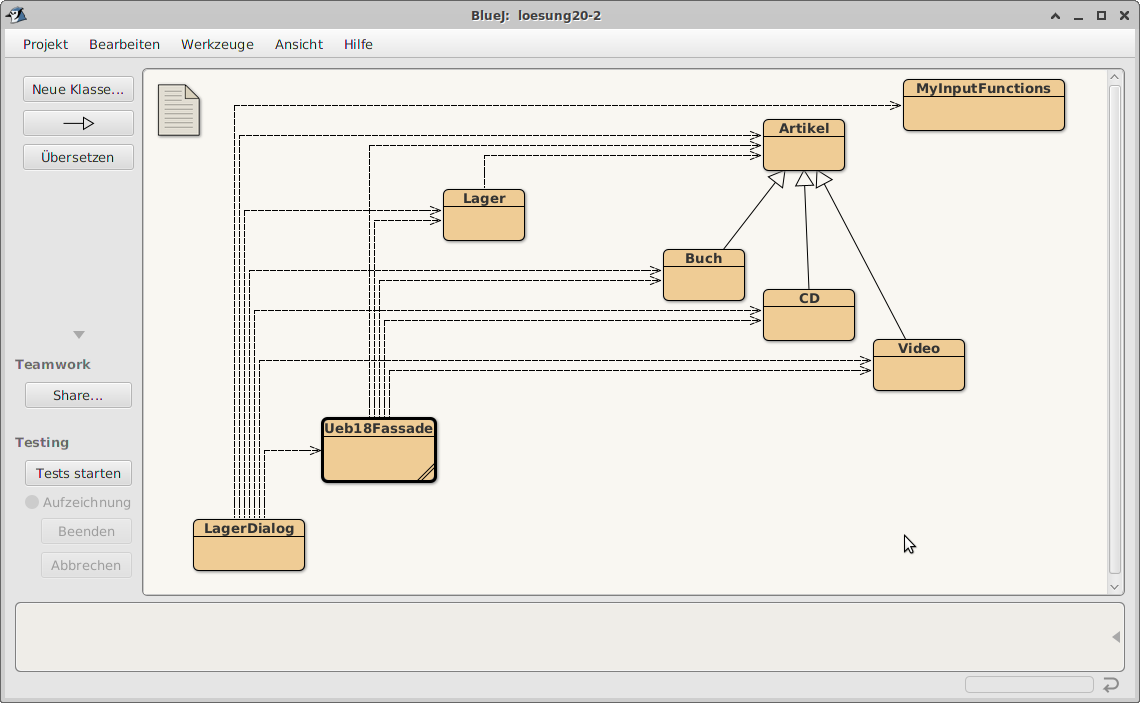 BlueJ: loesung20-2
Projekt Bearbeiten Werkzeuge Ansicht Hilfe
Neue Klasse...
Übersetzen
Teamwork
Share...
Testing
Tests starten
Aufzeichnung
Beenden
Abbrechen
MyInputFunctions
Artikel
Lager
Buch
CD
Video
Ueb18Fassade
LagerDialog